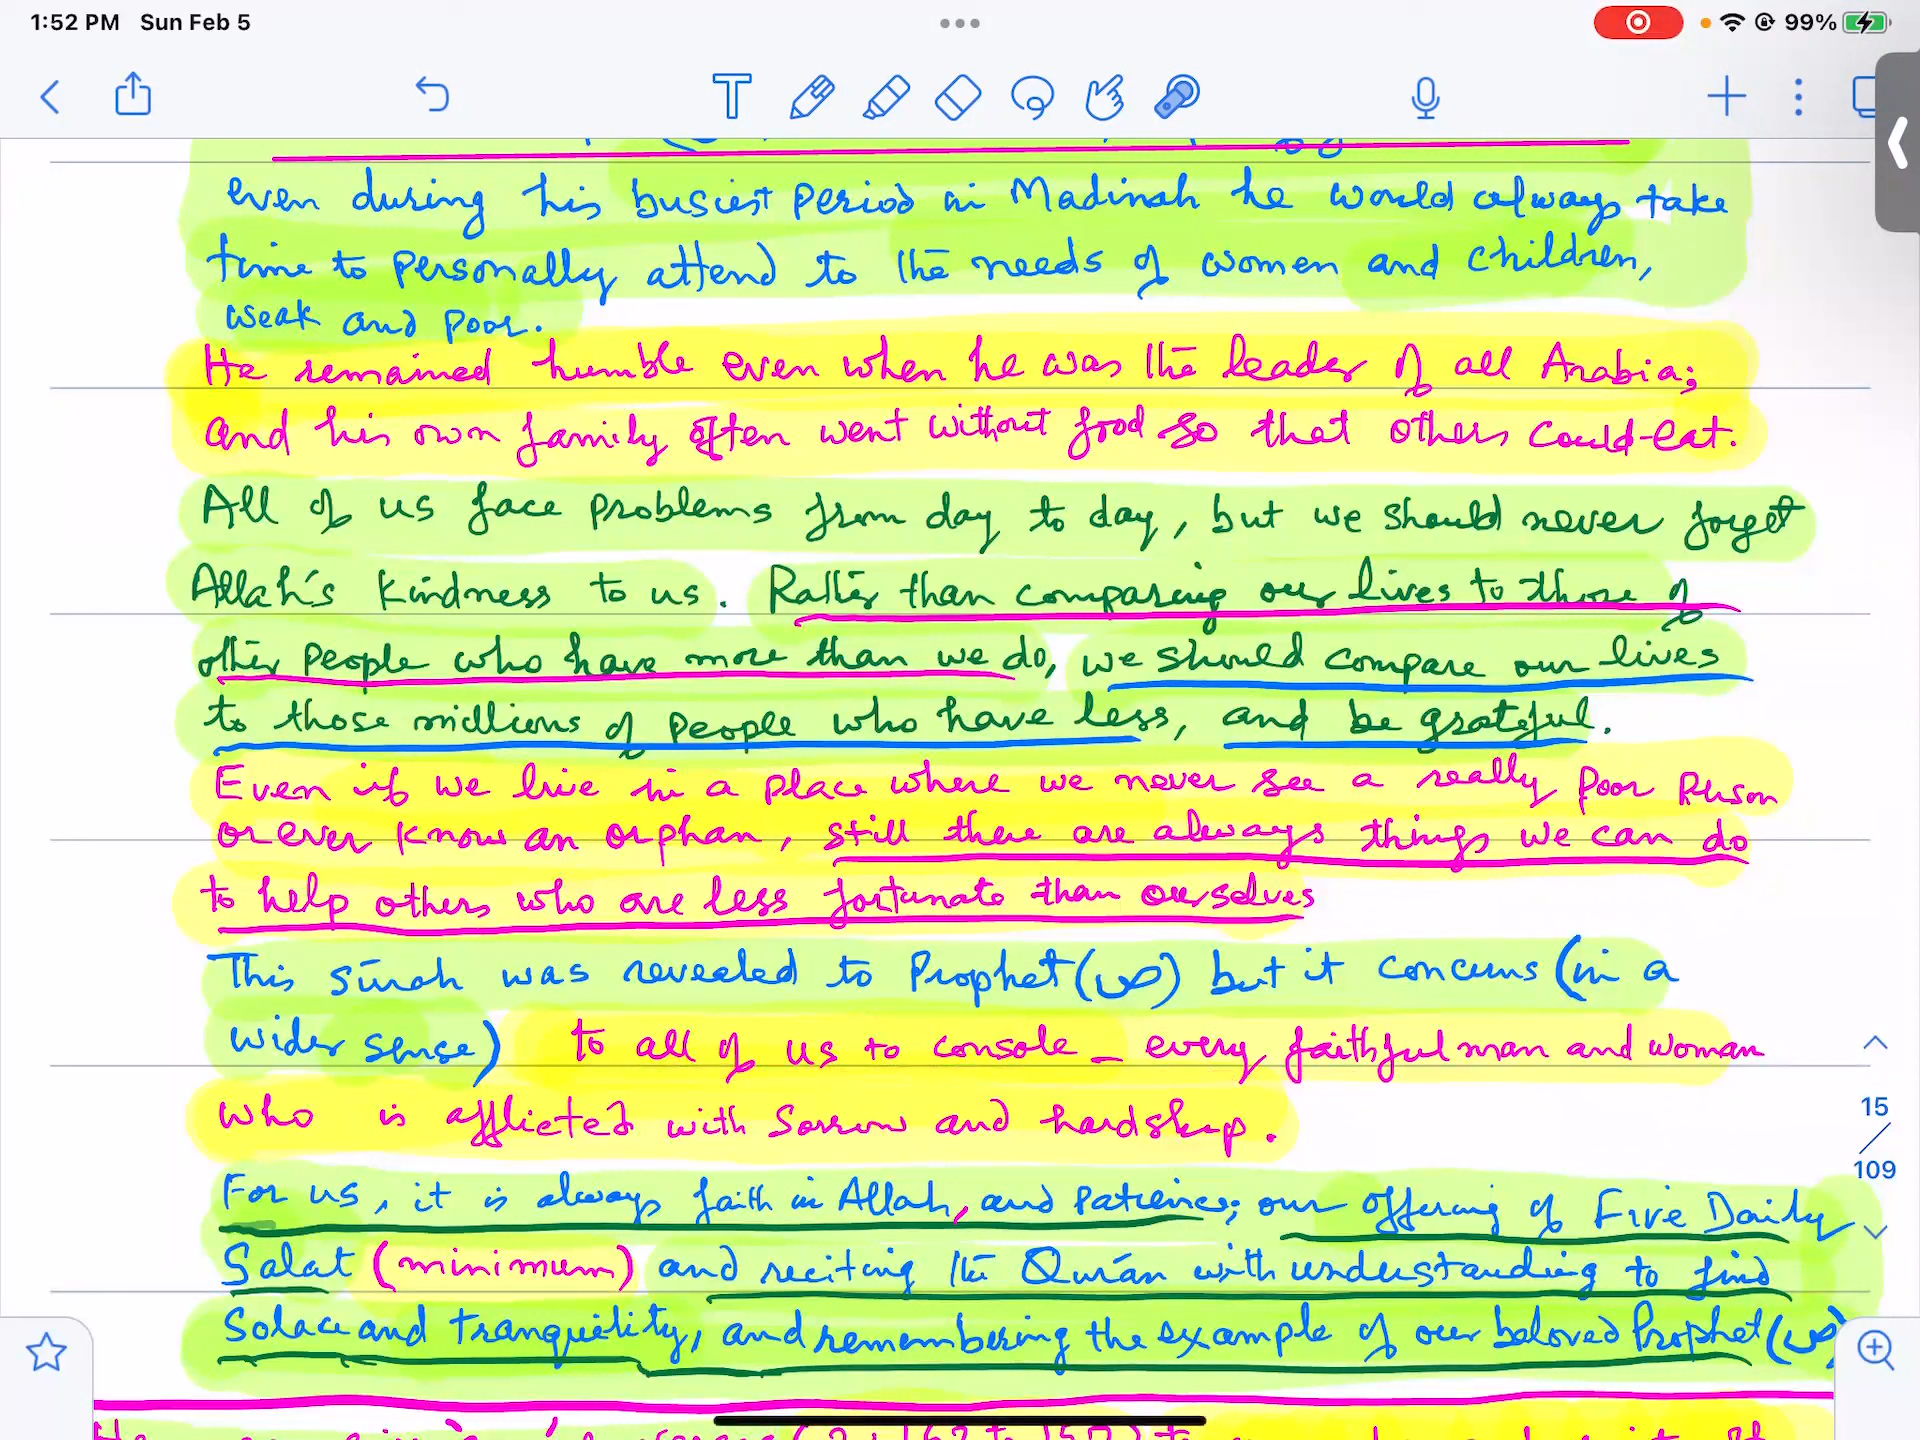 1:52 PM Sun Feb 5
99%
even during his busiest period in Madinah he would always take
time to personally attend to the needs of women and children,
weak and poor.
He remained humble even when he was the leader of all Arabia;
and his own family often went without food so that others could eat.
All of us face problems from day to day, but we should never forget
Allah's kindness to us. Rather than comparing our lives to those of
other people who have more than we do, we should compare our lives
to those millions of people who have less, and be grateful.
Even if we live in a place where we never see a really poor person
or ever know an orphan, still there are always things we can do
to help others who are less fortunate than ourselves
This sūrah was revealed to Prophet (ص) but it concerns (in a
wider sense) to all of us to console – every faithful man and woman
who is afflicted with sorrow and hardship.
For us, it is always faith in Allah, and patience; our offering of Five Daily
Salat (minimum) and reciting the Qurán with understanding to find
Solace and tranquility, and remembering the example of our beloved Prophet (ص)
15
/
109